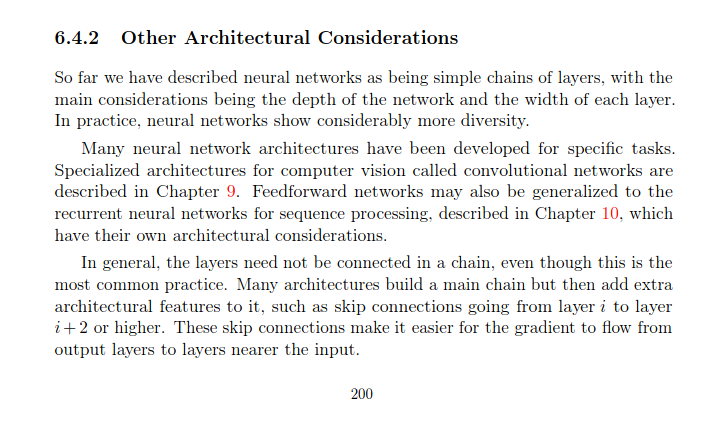 6.4.2 Other Architectural Considerations
So far we have described neural networks as being simple chains of layers, with the
main considerations being the depth of the network and the width of each layer.
In practice, neural networks show considerably more diversity.
Many neural network architectures have been developed for specific tasks.
Specialized architectures for computer vision called convolutional networks are
described in Chapter 9. Feedforward networks may also be generalized to the
recurrent neural networks for sequence processing, described in Chapter 10, which
have their own architectural considerations.
In general, the layers need not be connected in a chain, even though this is the
most common practice. Many architectures build a main chain but then add extra
architectural features to it, such as skip connections going from layer i to layer
i+2 or higher. These skip connections make it easier for the gradient to flow from
output layers to layers nearer the input.
200